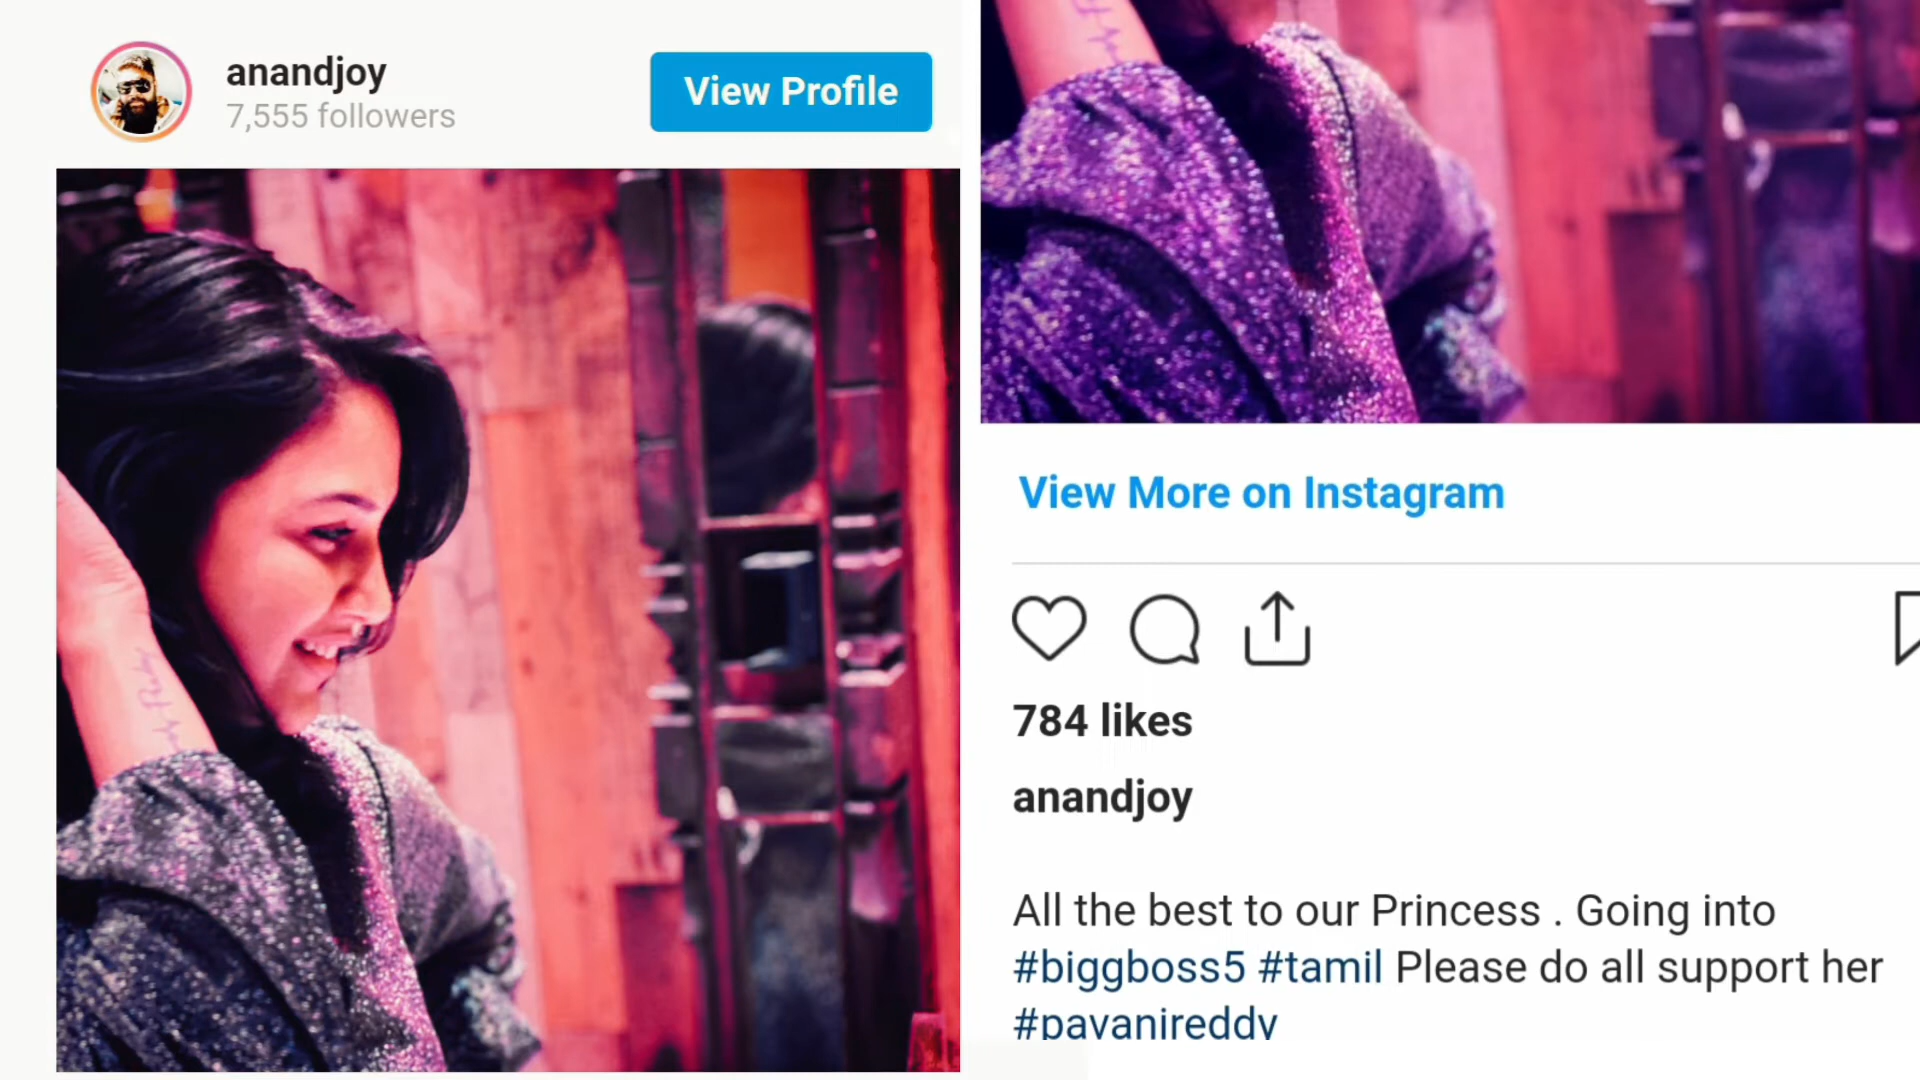 anandjoy
7,555 followers
View Profile
View More on Instagram
784 likes
anandjoy
All the best to our Princess . Going into
#biggboss5 #tamil Please do all support her
#pavanireddy